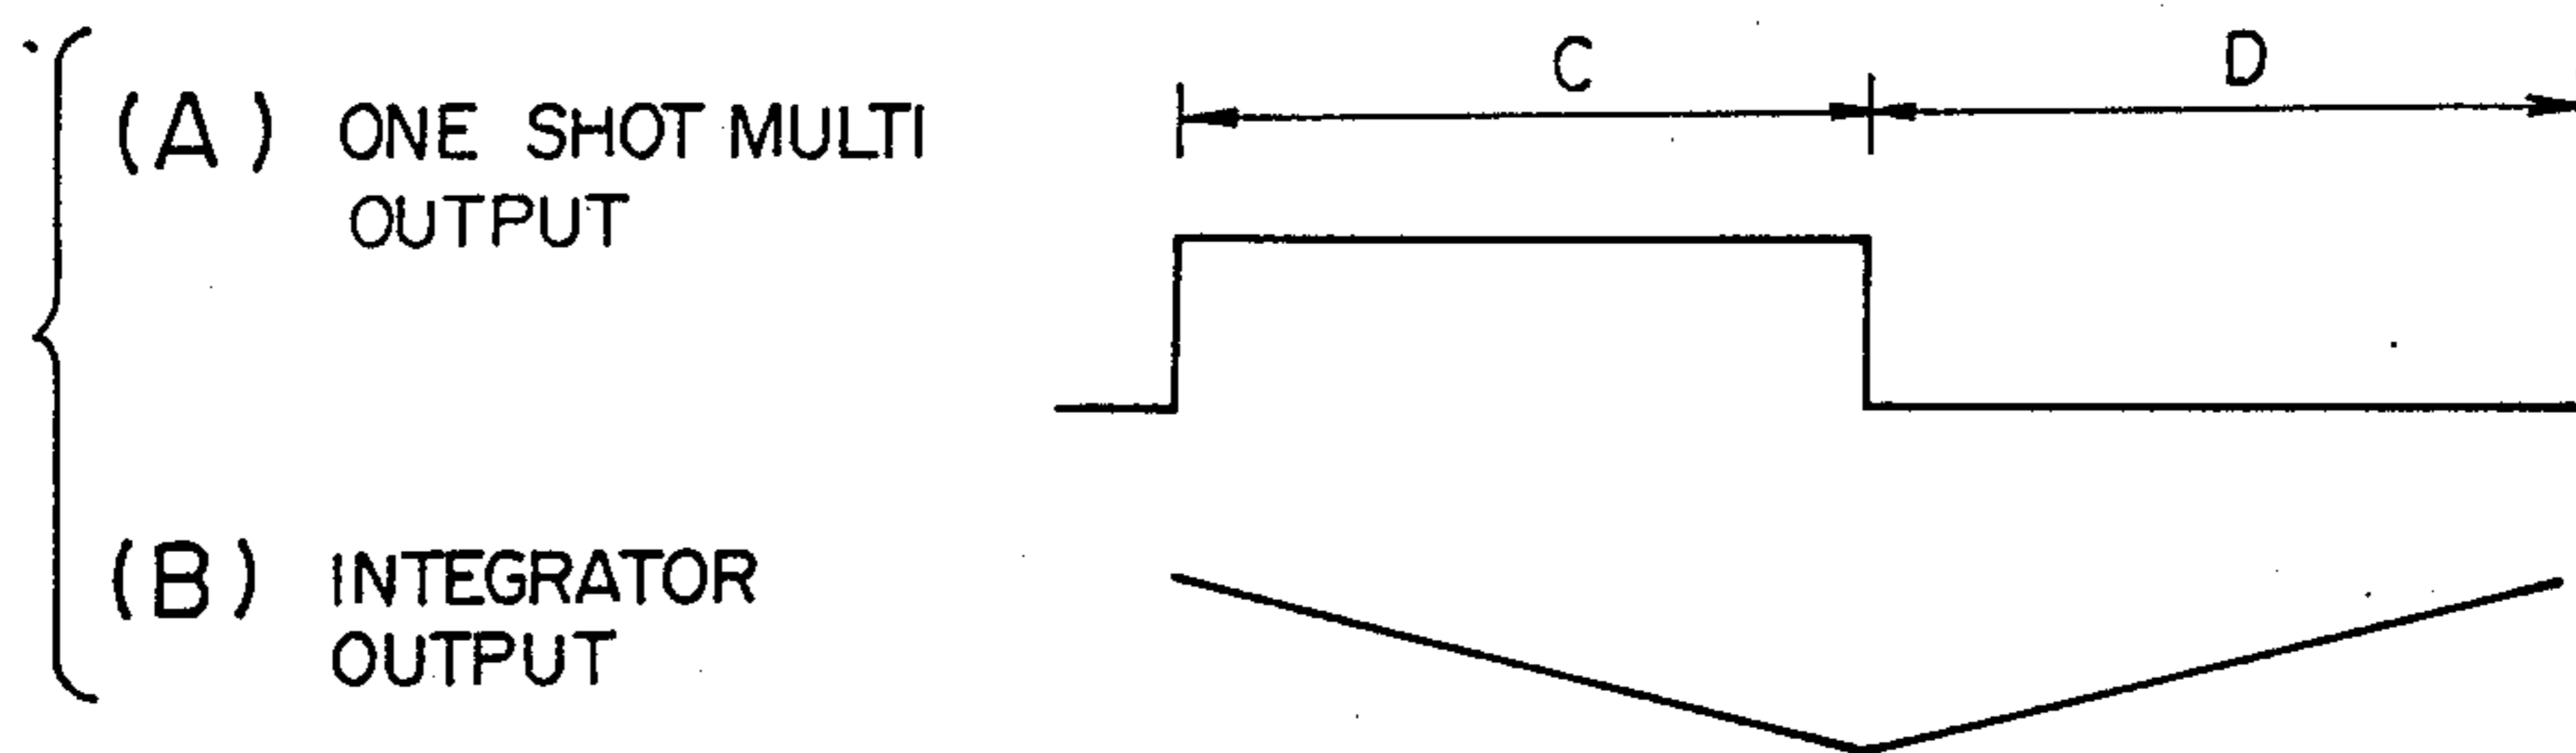 C
D
(A) ONE SHOT MULTI
OUTPUT
(B) INTEGRATOR
OUTPUT